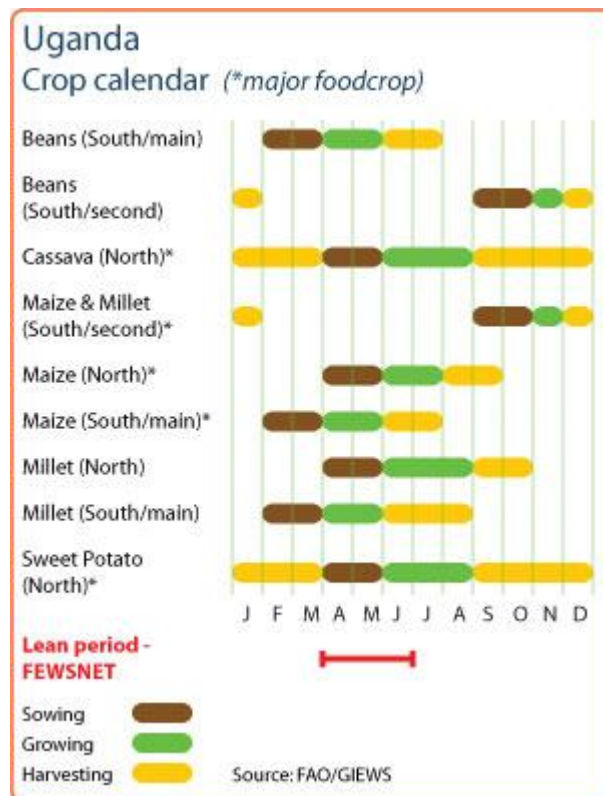 Uganda
Crop calendar (*major foodcrop)
Beans (South/main)
Beans
(South/second)
Cassava (North)*
Maize & Millet
(South/second)*
Maize (North)*
Maize (South/main)*
Millet (North)
Millet (South/main)
Sweet Potato
(North)*
J F M A M J J A S O N D
Lean period -
FEWSNET
Sowing
Growing
Harvesting
Source: FAO/GIEWS